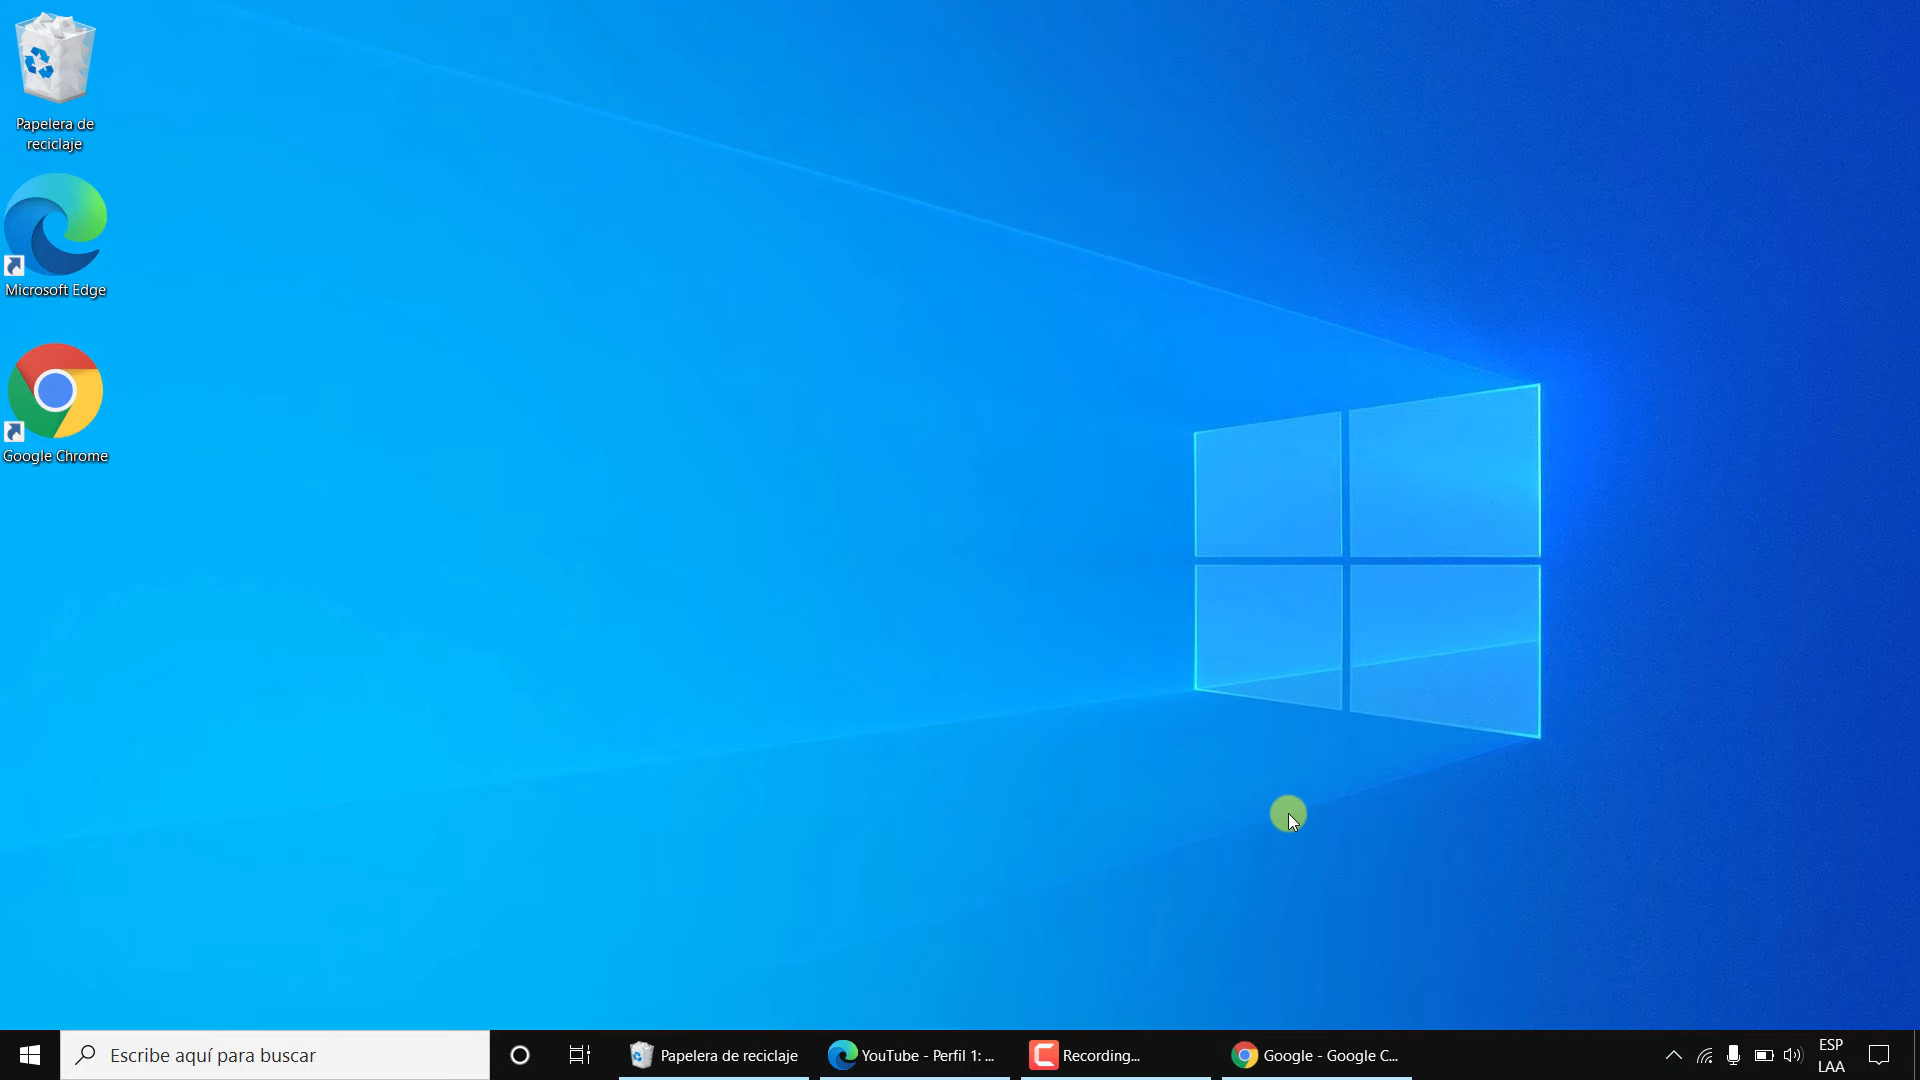 Papelera de
reciclaje
Microsoft Edge
Google Chrome
Escribe aquí para buscar
Papelera de reciclaje
YouTube - Perfil 1: ...
Recording...
Google - Google C...
ESP
LAA